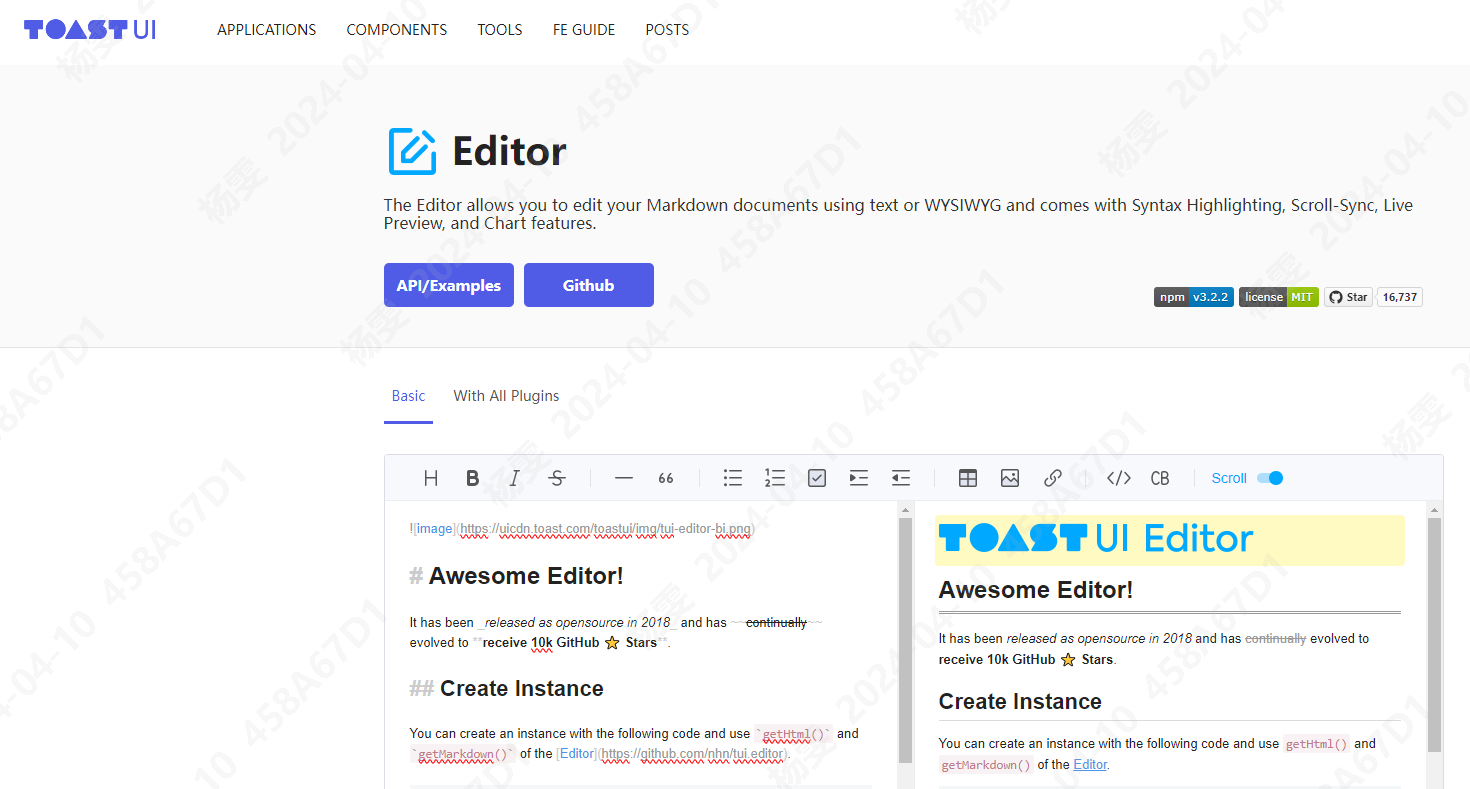 TOAST UI
APPLICATIONS COMPONENTS TOOLS FE GUIDE POSTS
Editor
The Editor allows you to edit your Markdown documents using text or WYSIWYG and comes with Syntax Highlighting, Scroll-Sync, Live
Preview, and Chart features.
API/Examples Github
npm v3.2.2 license MIT Star 16,737
Basic With All Plugins
H B I S 66 CB Scroll
![image](https://uicdn.toast.com/toastui/img/tui-editor-bi.png)
# Awesome Editor!
It has been _released as opensource in 2018_ and has ~~continually~~
evolved to **receive 10k GitHub ⭐ Stars**.
## Create Instance
You can create an instance with the following code and use `getHtml()` and
`getMarkdown()` of the [Editor](https://github.com/nhn/tui.editor).
TOAST UI Editor
Awesome Editor!
It has been released as opensource in 2018 and has continually evolved to
receive 10k GitHub ⭐ Stars.
Create Instance
You can create an instance with the following code and use getHtml() and
getMarkdown() of the Editor.
杨雯 2024-04-10 458A67D1